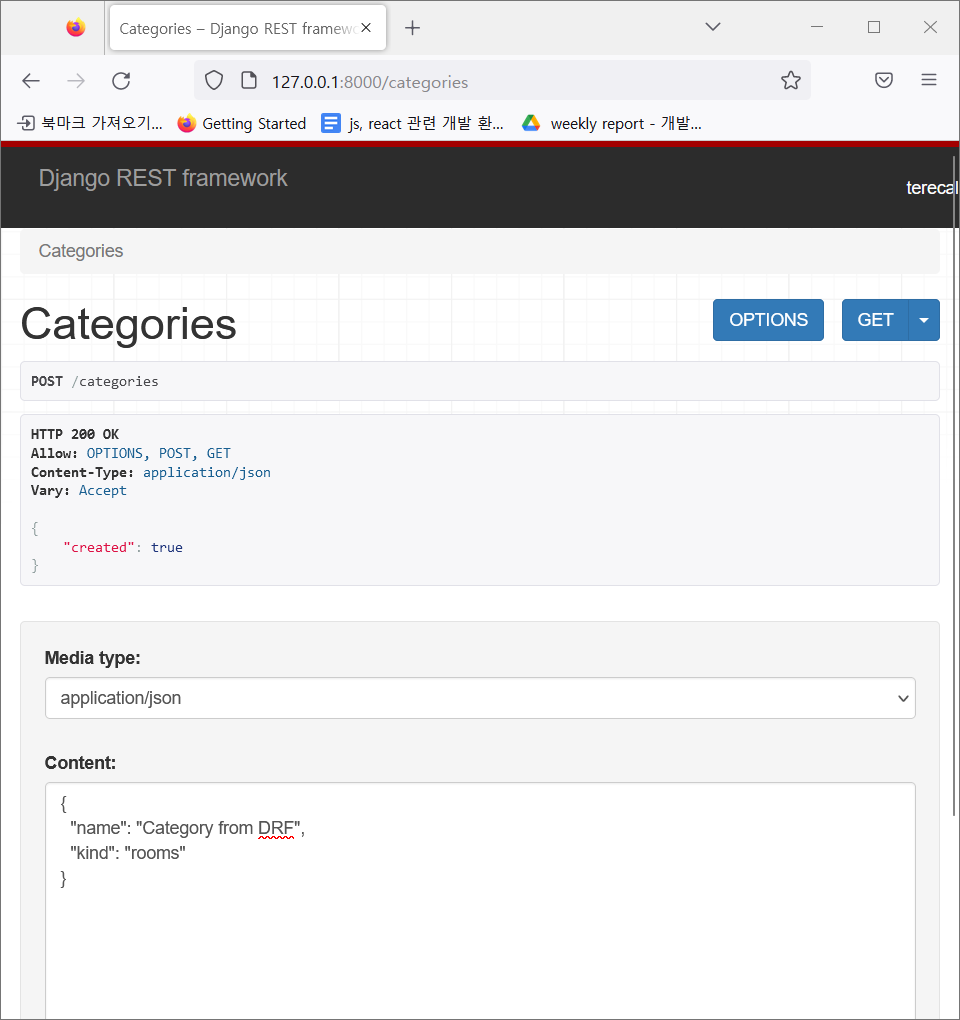 Categories – Django REST framew
127.0.0.1:8000/categories
북마크 가져오기... Getting Started js, react 관련 개발 환... weekly report - 개발...
Django REST framework
terecal
Categories
Categories
OPTIONS GET
POST /categories
HTTP 200 OK
Allow: OPTIONS, POST, GET
Content-Type: application/json
Vary: Accept
{
"created": true
}
Media type:
application/json
Content:
{
"name": "Category from DRF",
"kind": "rooms"
}